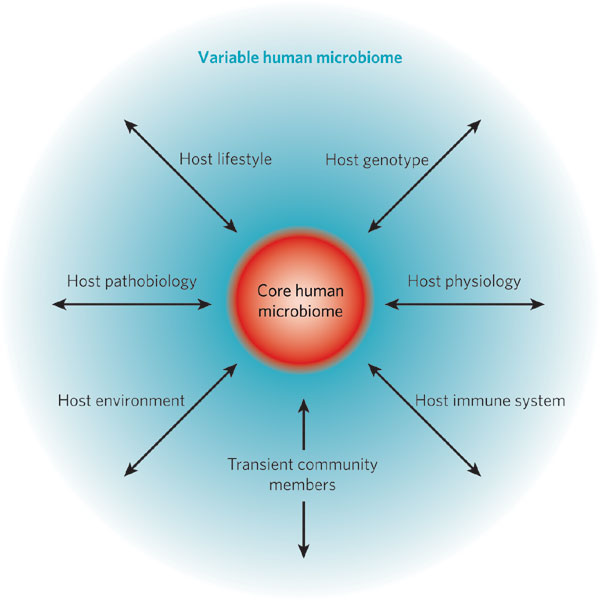 Variable human microbiome
Host lifestyle
Host genotype
Host pathobiology
Core human
microbiome
Host physiology
Host environment
Host immune system
Transient community
members